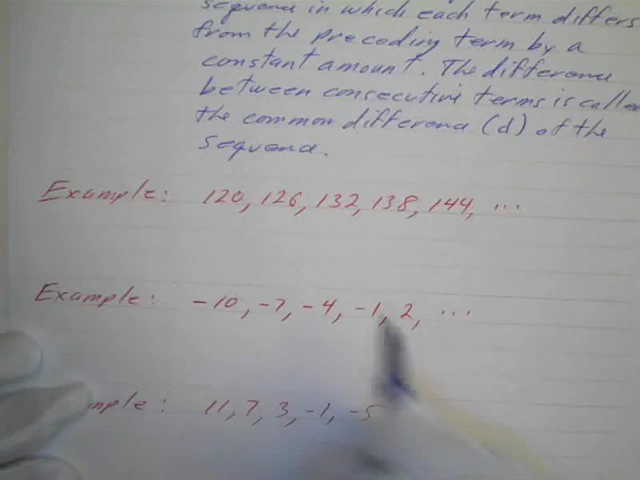 sequence in which each term differs
from the preceding term by a
constant amount. The difference
between consecutive terms is called
the common difference (d) of the
sequence.
Example: 120, 126, 132, 138, 144, ...
Example: -10, -7, -4, -1, 2, ...
mple: 11, 7, 3, -1, -5